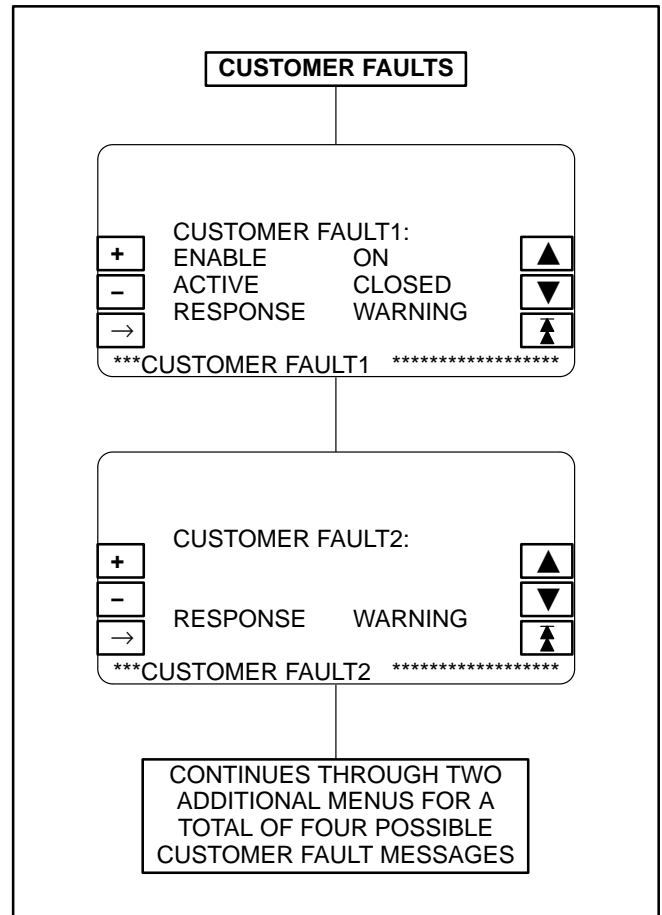 CUSTOMER FAULTS
CUSTOMER FAULT1:
+ ENABLE ON ▲
− ACTIVE CLOSED ▼
→ RESPONSE WARNING
***CUSTOMER FAULT1 ******************
CUSTOMER FAULT2:
+ ▲
− ▼
→ RESPONSE WARNING
***CUSTOMER FAULT2 ******************
CONTINUES THROUGH TWO
ADDITIONAL MENUS FOR A
TOTAL OF FOUR POSSIBLE
CUSTOMER FAULT MESSAGES